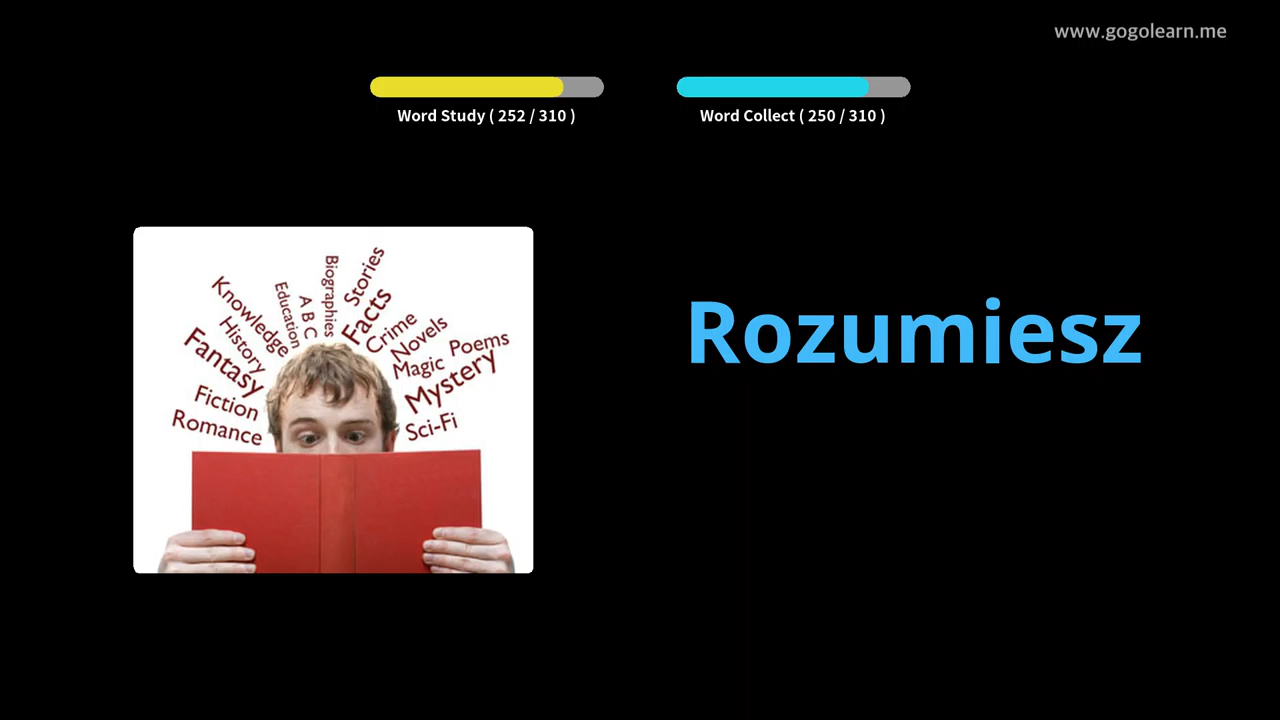 www.gogolearn.me
Word Study ( 252 / 310 )
Word Collect ( 250 / 310 )
Rozumiesz
Knowledge
Education
A B C
Biographies
Stories
Facts
Crime
Novels
Poems
History
Magic
Fantasy
Mystery
Fiction
Sci-Fi
Romance